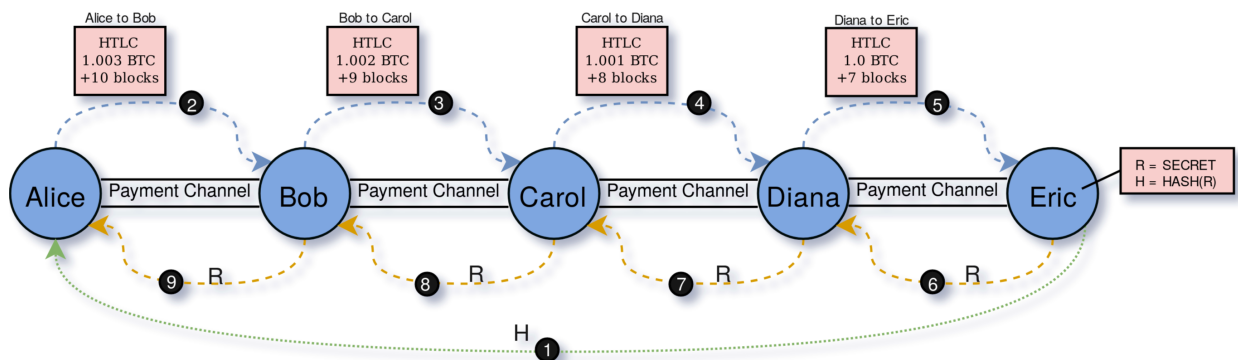 Alice to Bob
HTLC
1.003 BTC
+10 blocks
Bob to Carol
HTLC
1.002 BTC
+9 blocks
Carol to Diana
HTLC
1.001 BTC
+8 blocks
Diana to Eric
HTLC
1.0 BTC
+7 blocks
2
3
4
5
Alice
Payment Channel
Bob
Payment Channel
Carol
Payment Channel
Diana
Payment Channel
Eric
R = SECRET
H = HASH(R)
9
R
8
R
7
R
6
R
H
1